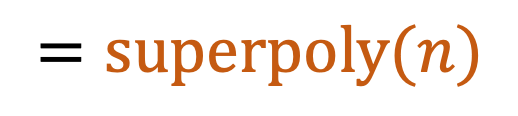 = superpoly(n)